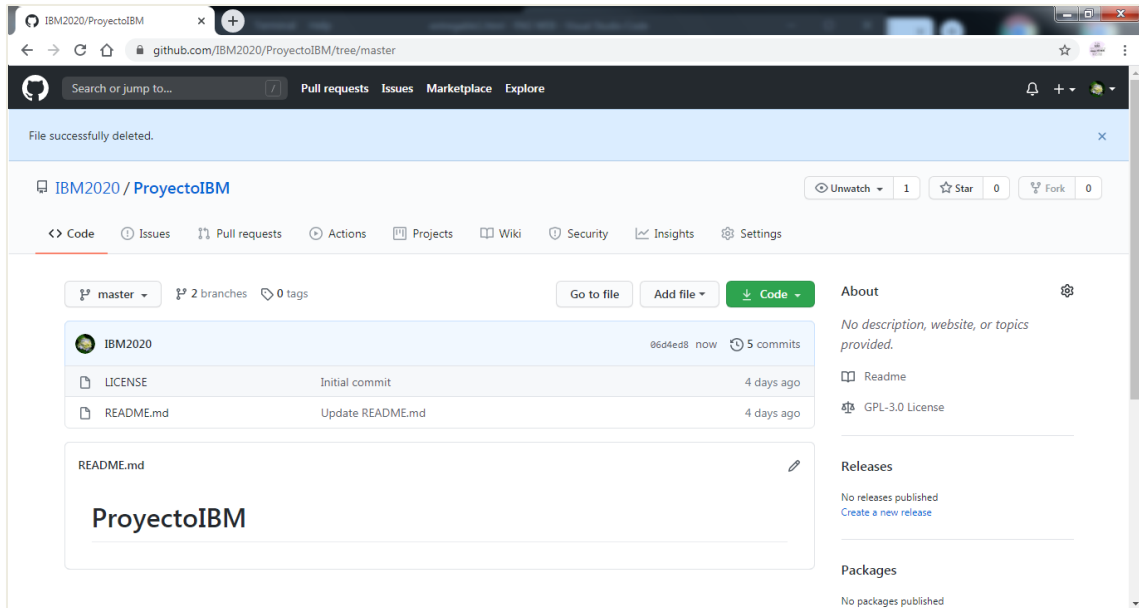 IBM2020/ProyectoIBM
github.com/IBM2020/ProyectoIBM/tree/master
Search or jump to... / Pull requests Issues Marketplace Explore
File successfully deleted.
IBM2020 / ProyectoIBM Unwatch 1 Star 0 Fork 0
Code Issues Pull requests Actions Projects Wiki Security Insights Settings
master 2 branches 0 tags Go to file Add file Code
IBM2020 06d4ed8 now 5 commits
LICENSE Initial commit 4 days ago
README.md Update README.md 4 days ago
README.md
ProyectoIBM
About
No description, website, or topics
provided.
Readme
GPL-3.0 License
Releases
No releases published
Create a new release
Packages
No packages published